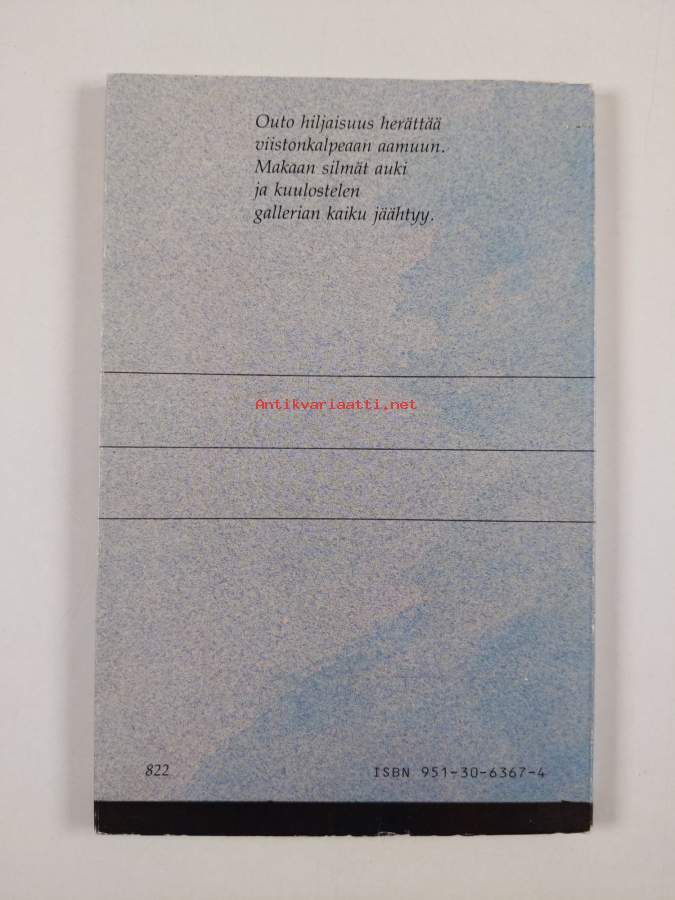 Outo hiljaisuus herättää
viistonkalpeaan aamuun.
Makaan silmät auki
ja kuulostelen
gallerian kaiku jäähtyy.
Antikvariaatti.net
822
ISBN 951-30-6367-4